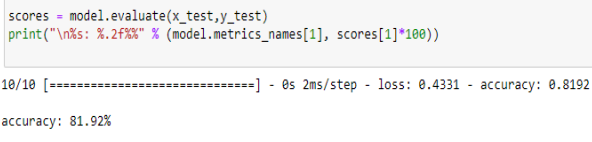 scores = model.evaluate(x_test,y_test)
print("\n%s: %.2f%%" % (model.metrics_names[1], scores[1]*100))
10/10 [==============================] - 0s 2ms/step - loss: 0.4331 - accuracy: 0.8192
accuracy: 81.92%